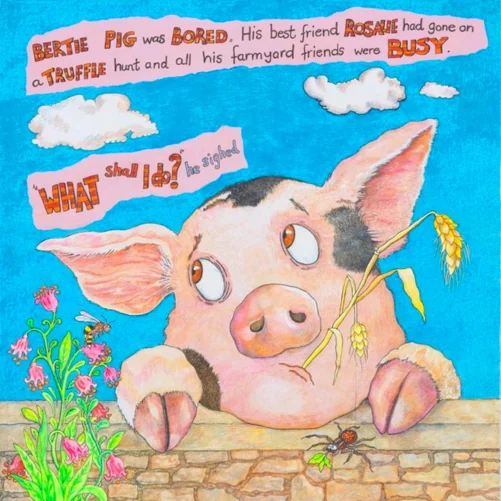 BERTIE PIG was BORED. His best friend ROSALIE had gone on
a TRUFFLE hunt and all his farmyard friends were BUSY.
"WHAT shall I do?" he sighed